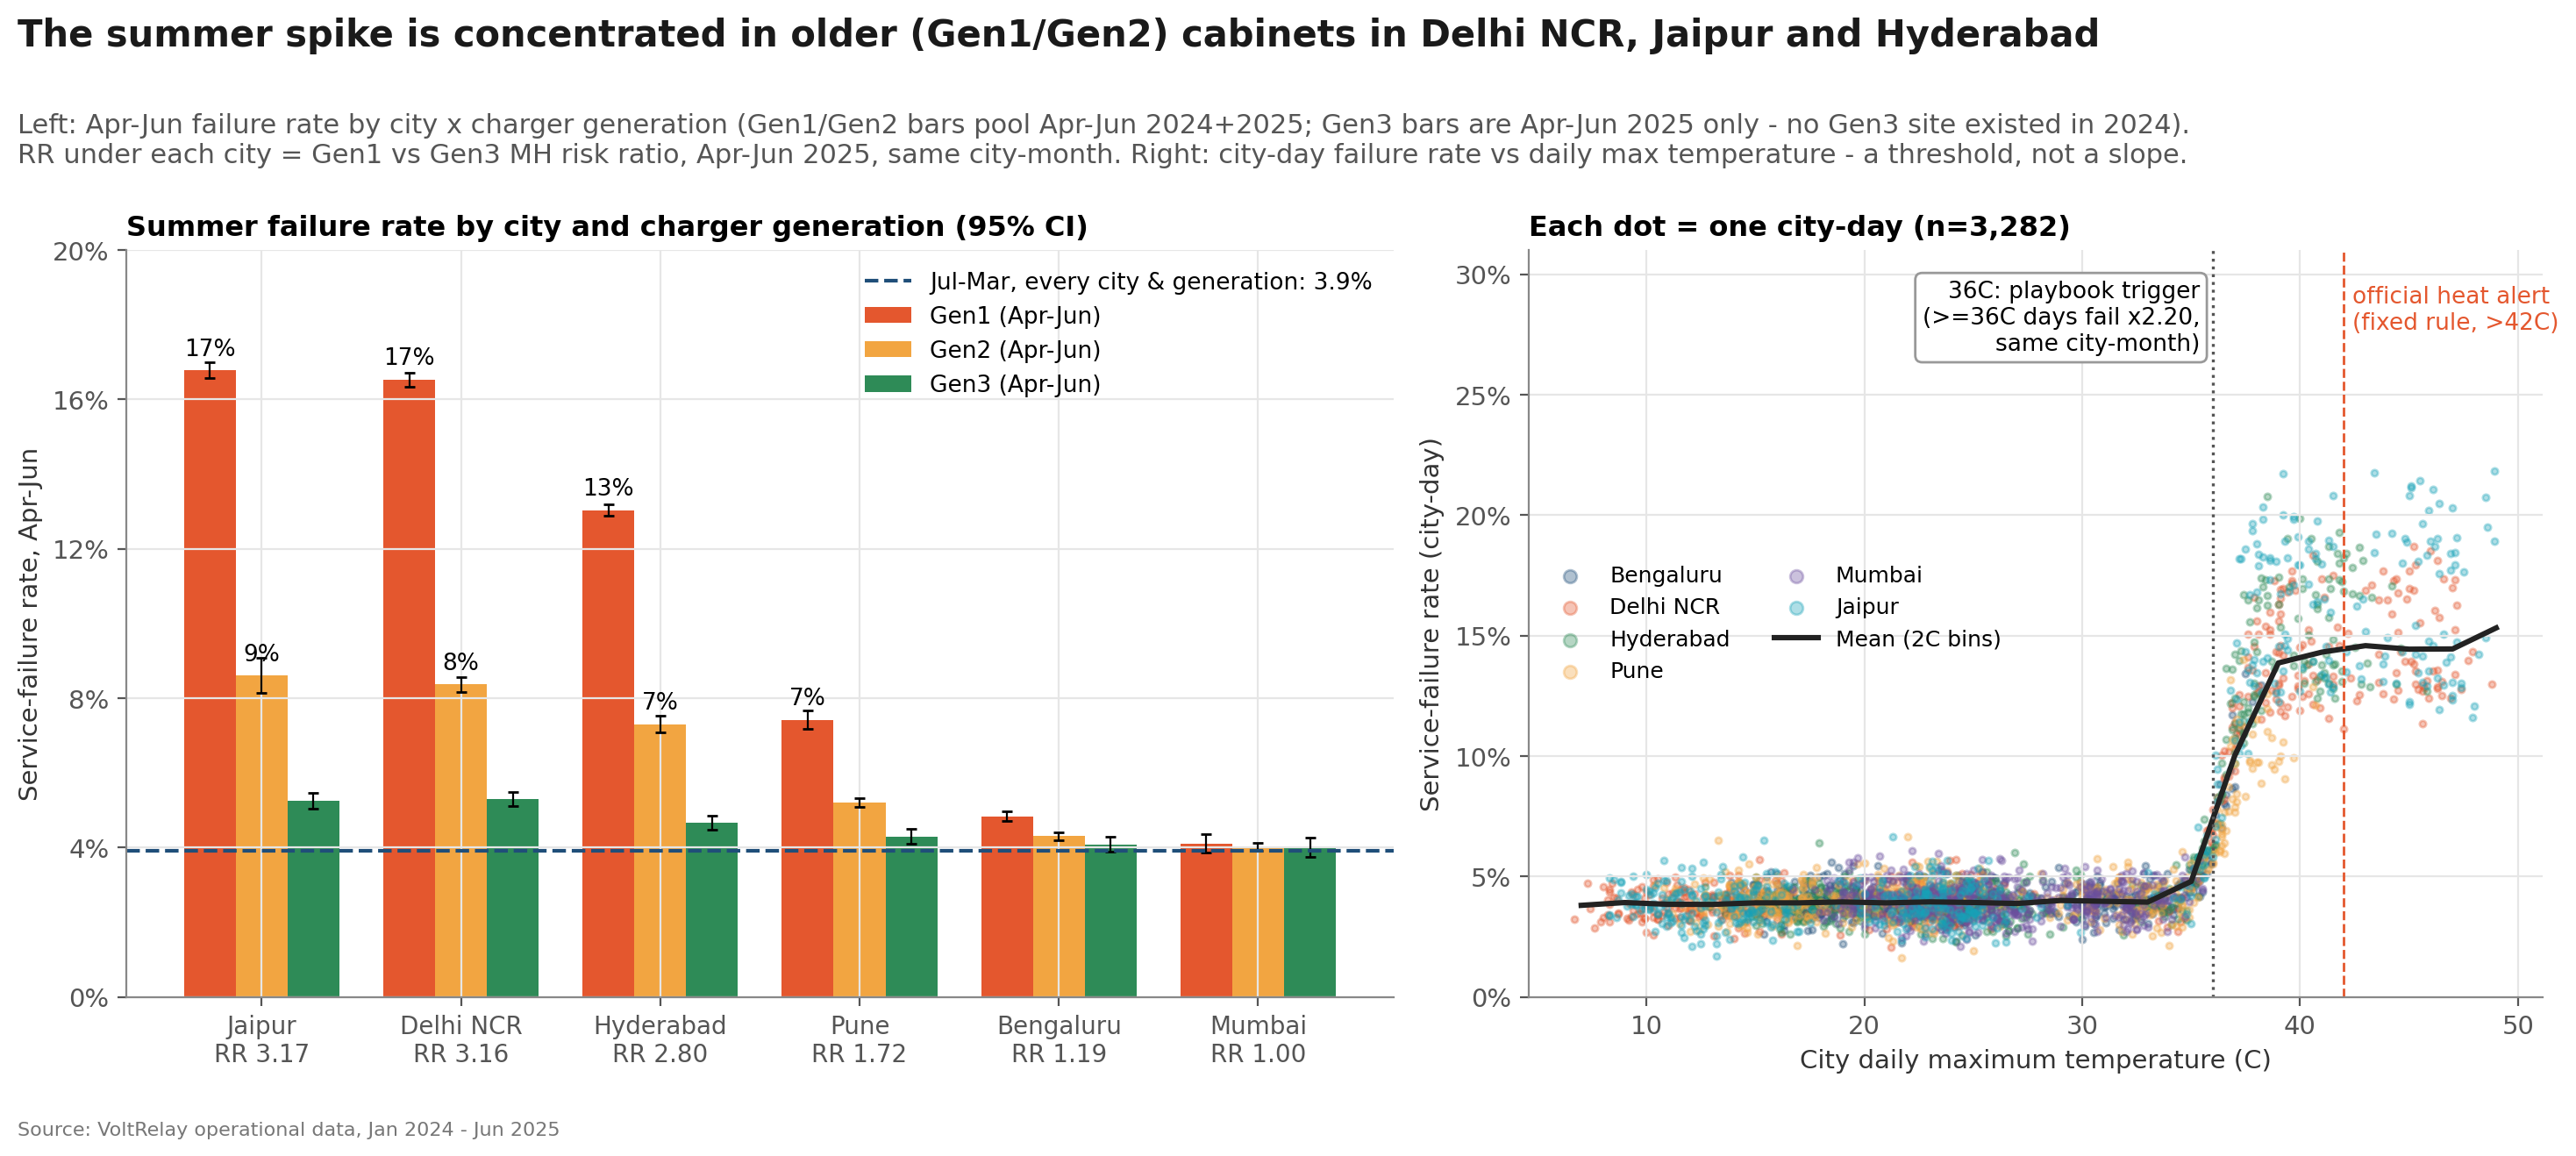 The summer spike is concentrated in older (Gen1/Gen2) cabinets in Delhi NCR, Jaipur and Hyderabad
Left: Apr-Jun failure rate by city x charger generation (Gen1/Gen2 bars pool Apr-Jun 2024+2025; Gen3 bars are Apr-Jun 2025 only - no Gen3 site existed in 2024).
RR under each city = Gen1 vs Gen3 MH risk ratio, Apr-Jun 2025, same city-month. Right: city-day failure rate vs daily max temperature - a threshold, not a slope.
Summer failure rate by city and charger generation (95% CI)
Service-failure rate, Apr-Jun
20%
16%
12%
8%
4%
0%
Jul-Mar, every city & generation: 3.9%
Gen1 (Apr-Jun)
Gen2 (Apr-Jun)
Gen3 (Apr-Jun)
17%
9%
17%
8%
13%
7%
7%
Jaipur
RR 3.17
Delhi NCR
RR 3.16
Hyderabad
RR 2.80
Pune
RR 1.72
Bengaluru
RR 1.19
Mumbai
RR 1.00
Each dot = one city-day (n=3,282)
Service-failure rate (city-day)
30%
25%
20%
15%
10%
5%
0%
36C: playbook trigger
(>=36C days fail x2.20,
same city-month)
official heat alert
(fixed rule, >42C)
Bengaluru
Delhi NCR
Hyderabad
Pune
Mumbai
Jaipur
Mean (2C bins)
10
20
30
40
50
City daily maximum temperature (C)
Source: VoltRelay operational data, Jan 2024 - Jun 2025